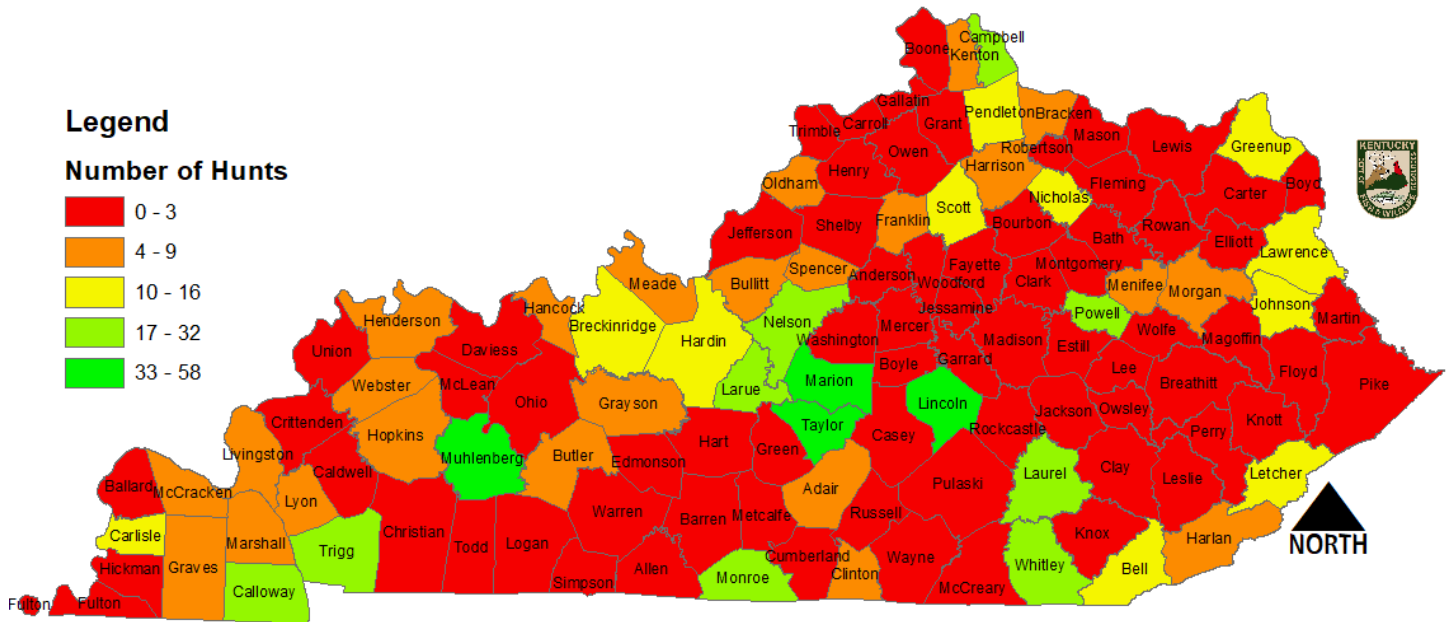 Legend
Number of Hunts
0 - 3
4 - 9
10 - 16
17 - 32
33 - 58
Campbell
Boone
Kenton
Gallatin
Pendleton
Bracken
Carroll
Grant
Trimble
Mason
Owen
Robertson
Lewis
Greenup
Henry
Harrison
Oldham
Fleming
Boyd
Carter
Nicholas
Scott
Franklin
Bourbon
Shelby
Jefferson
Rowan
Bath
Elliott
Lawrence
Fayette
Montgomery
Spencer
Anderson
Woodford
Clark
Bullitt
Meade
Menifee
Morgan
Johnson
Hancock
Jessamine
Powell
Martin
Henderson
Nelson
Breckinridge
Mercer
Wolfe
Magoffin
Washington
Madison
Hardin
Estill
Daviess
Union
Boyle
Garrard
Lee
Floyd
Marion
Breathitt
Pike
Webster
McLean
Larue
Ohio
Grayson
Lincoln
Jackson
Owsley
Knott
Crittenden
Taylor
Rockcastle
Perry
Hopkins
Casey
Hart
Green
Livingston
Butler
Muhlenberg
Edmonson
Caldwell
Clay
Laurel
Letcher
Leslie
Ballard
McCracken
Adair
Pulaski
Lyon
Warren
Russell
Metcalfe
Barren
Christian
Carlisle
Knox
Harlan
Marshall
Todd
Logan
Trigg
Cumberland
Wayne
Whitley
Hickman
Graves
Allen
Bell
Clinton
Monroe
Simpson
McCreary
Calloway
Fulton
Fulton
NORTH
KENTUCKY
DEPT. OF
FISH & WILDLIFE
RESOURCES